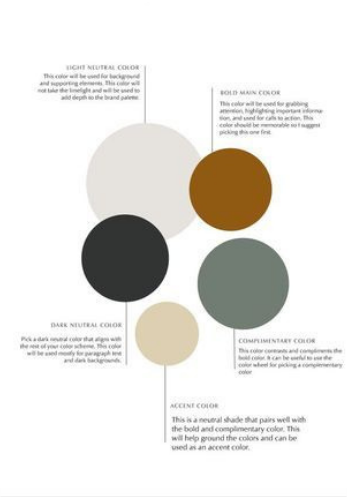 LIGHT NEUTRAL COLOR
This color will be used for background
and supporting elements. This color will
not take the limelight and will be used to
add depth to the brand palette.
BOLD MAIN COLOR
This color will be used for grabbing
attention, highlighting important informa-
tion, and used for calls to action. This
color should be memorable so I suggest
picking this one first.
DARK NEUTRAL COLOR
Pick a dark neutral color that aligns with
the rest of your color scheme. This color
will be used mostly for paragraph text
and dark backgrounds.
COMPLIMENTARY COLOR
This color contrasts and compliments the
bold color. It can be useful to use the
color wheel for picking a complementary
color
ACCENT COLOR
This is a neutral shade that pairs well with
the bold and complimentary color. This
will help ground the colors and can be
used as an accent color.